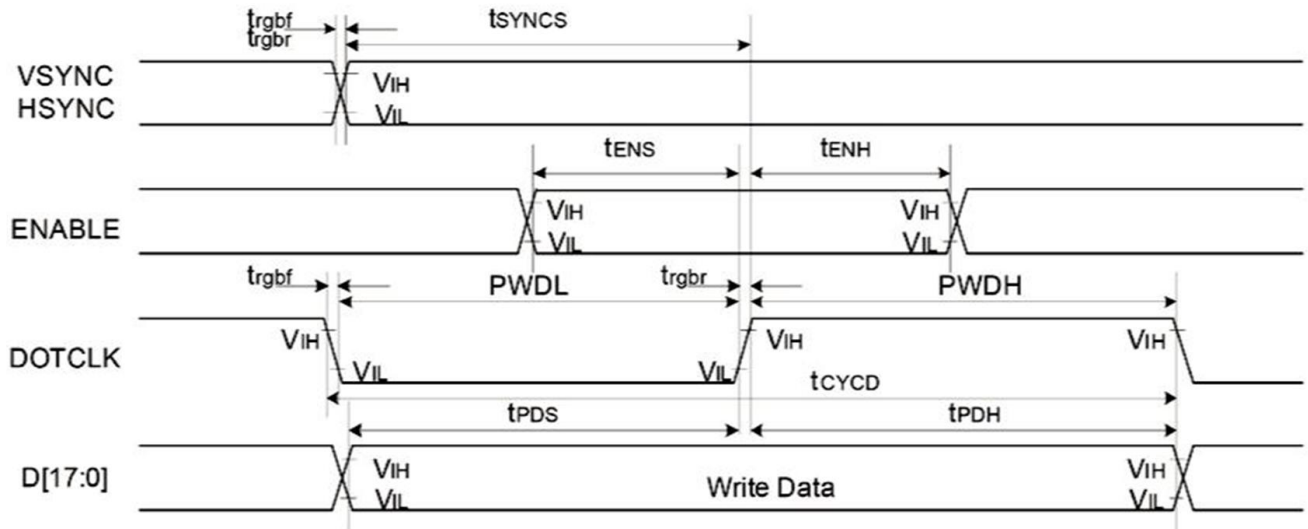 trgbf
trgbr
tSYNCS
VSYNC
HSYNC
VIH
VIL
tENS
tENH
ENABLE
VIH
VIL
VIH
VIL
trgbf
PWDL
trgbr
PWDH
DOTCLK
VIH
VIL
VIL
VIH
VIH
tCYCD
tPDS
tPDH
D[17:0]
VIH
VIL
Write Data
VIH
VIL